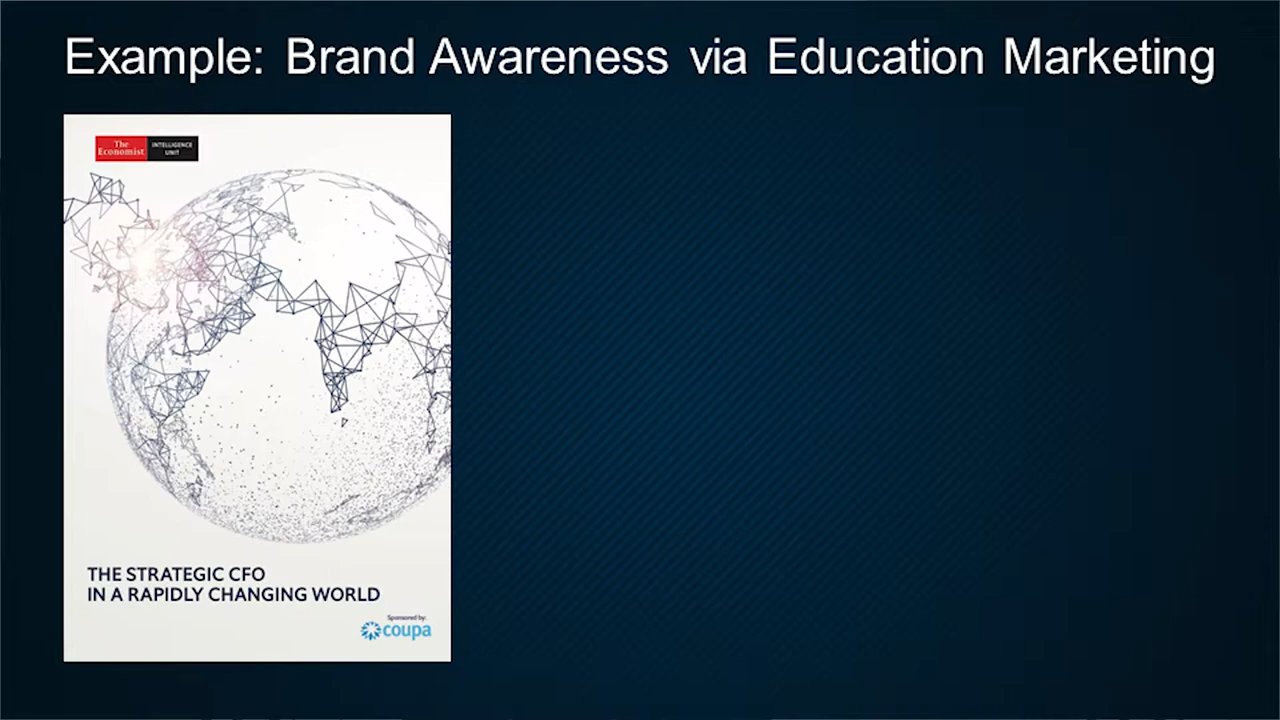 Example: Brand Awareness via Education Marketing
The
Economist
INTELLIGENCE
UNIT
THE STRATEGIC CFO
IN A RAPIDLY CHANGING WORLD
Sponsored by:
coupa